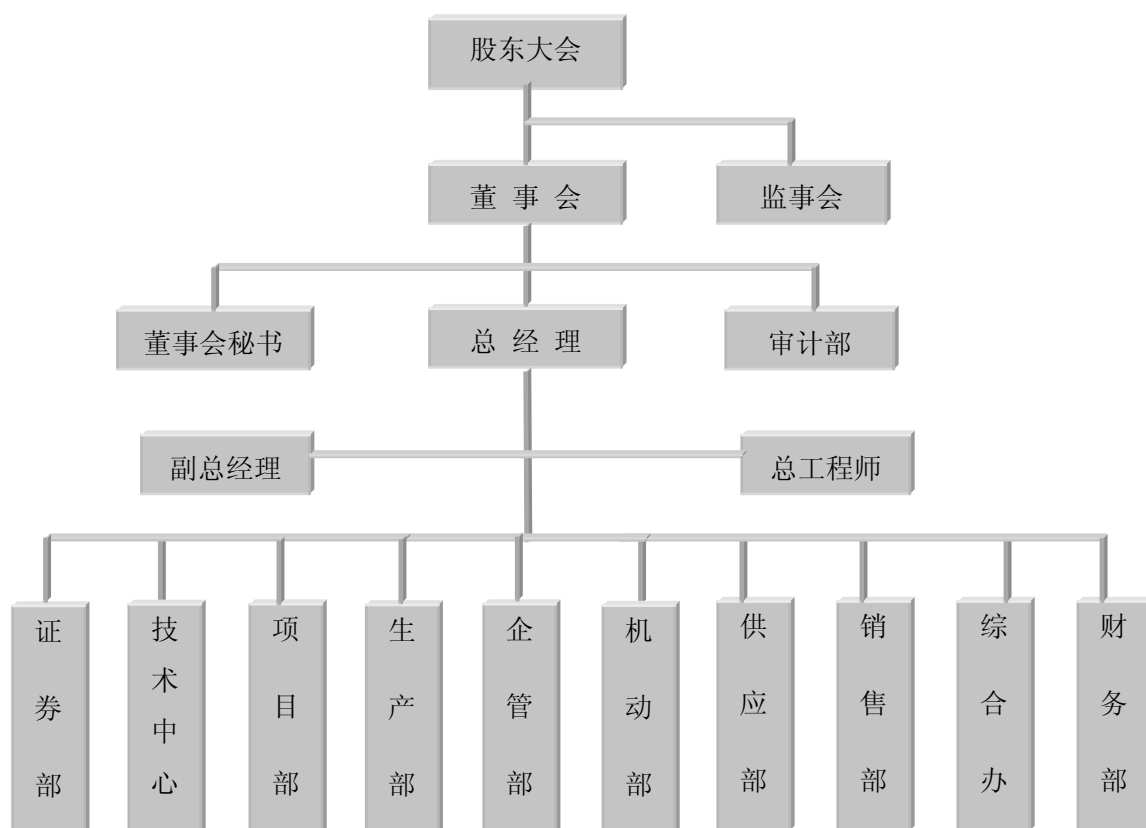 股东大会
董事会
监事会
董事会秘书
总经理
审计部
副总经理
总工程师
证券部
技术中心
项目部
生产部
企管部
机动部
供应部
销售部
综合办
财务部